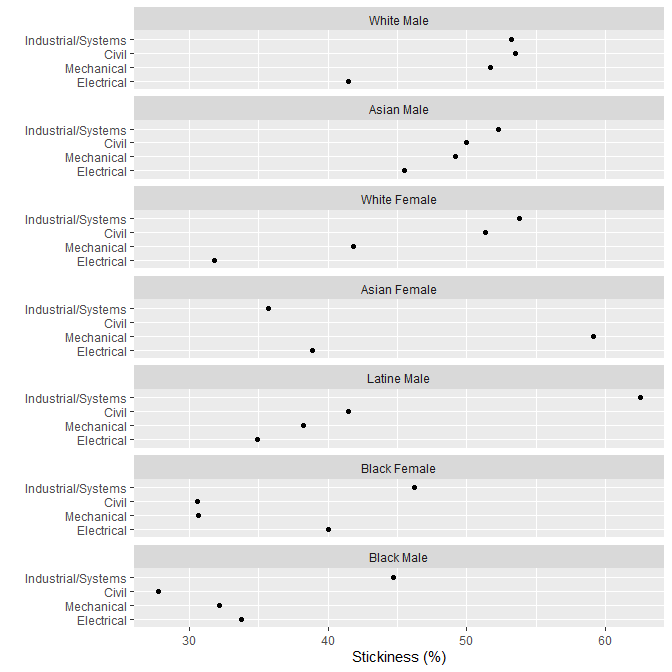 White Male
Industrial/Systems
Civil
Mechanical
Electrical
Asian Male
Industrial/Systems
Civil
Mechanical
Electrical
White Female
Industrial/Systems
Civil
Mechanical
Electrical
Asian Female
Industrial/Systems
Civil
Mechanical
Electrical
Latine Male
Industrial/Systems
Civil
Mechanical
Electrical
Black Female
Industrial/Systems
Civil
Mechanical
Electrical
Black Male
Industrial/Systems
Civil
Mechanical
Electrical
30 40 50 60
Stickiness (%)